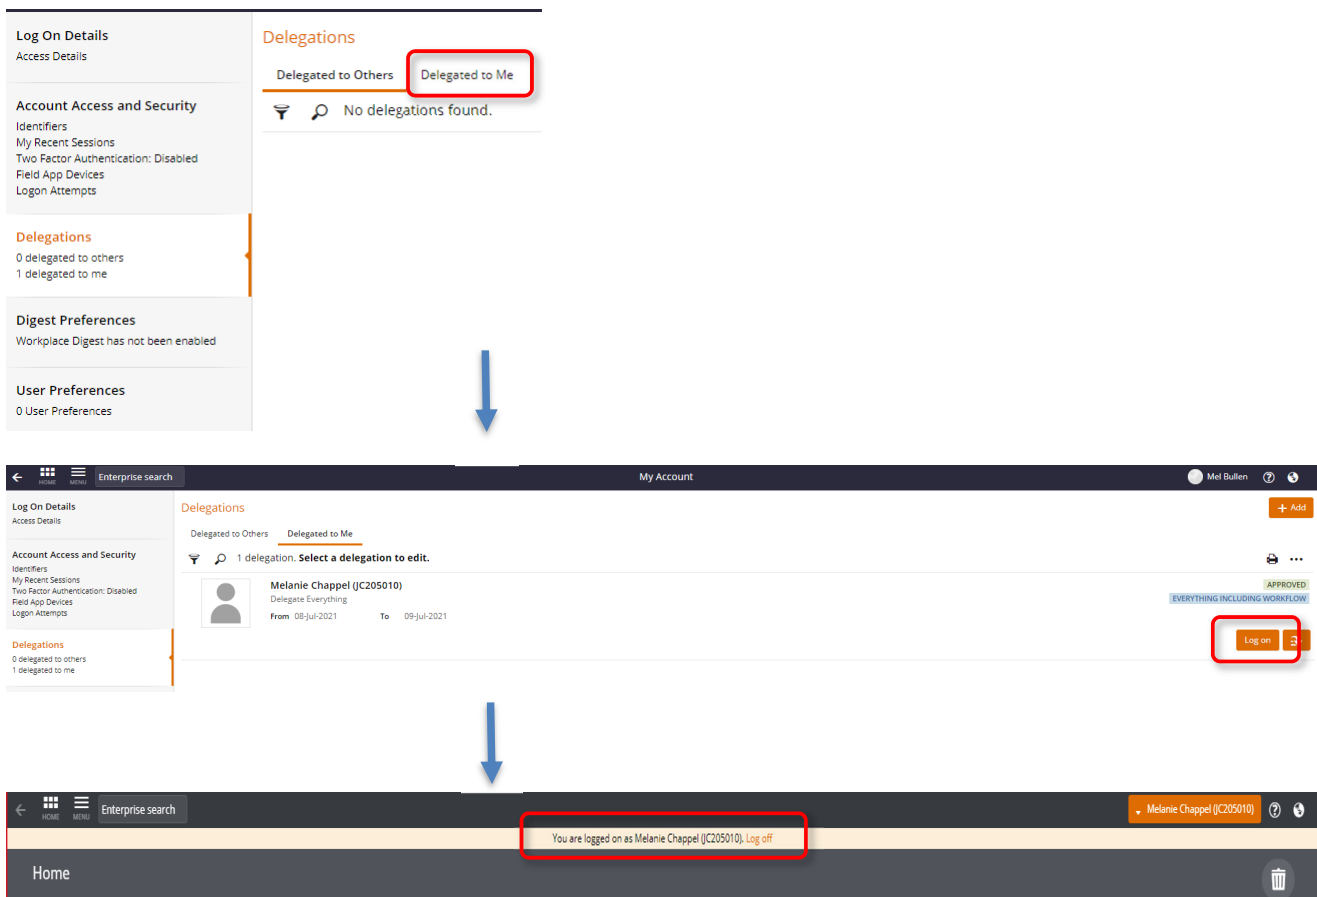 Log On Details
Access Details
Account Access and Security
Identifiers
My Recent Sessions
Two Factor Authentication: Disabled
Field App Devices
Logon Attempts
Delegations
0 delegated to others
1 delegated to me
Digest Preferences
Workplace Digest has not been enabled
User Preferences
0 User Preferences
Delegations
Delegated to Others Delegated to Me
No delegations found.
HOME MENU Enterprise search My Account Mel Bullen
Log On Details
Access Details
Account Access and Security
Identifiers
My Recent Sessions
Two Factor Authentication: Disabled
Field App Devices
Logon Attempts
Delegations
0 delegated to others
1 delegated to me
Delegations
+ Add
Delegated to Others Delegated to Me
1 delegation. Select a delegation to edit.
Melanie Chappel (JC205010)
Delegate Everything
From 08-Jul-2021 To 09-Jul-2021
APPROVED
EVERYTHING INCLUDING WORKFLOW
Log on
HOME MENU Enterprise search Melanie Chappel (JC205010)
You are logged on as Melanie Chappel (JC205010). Log off
Home